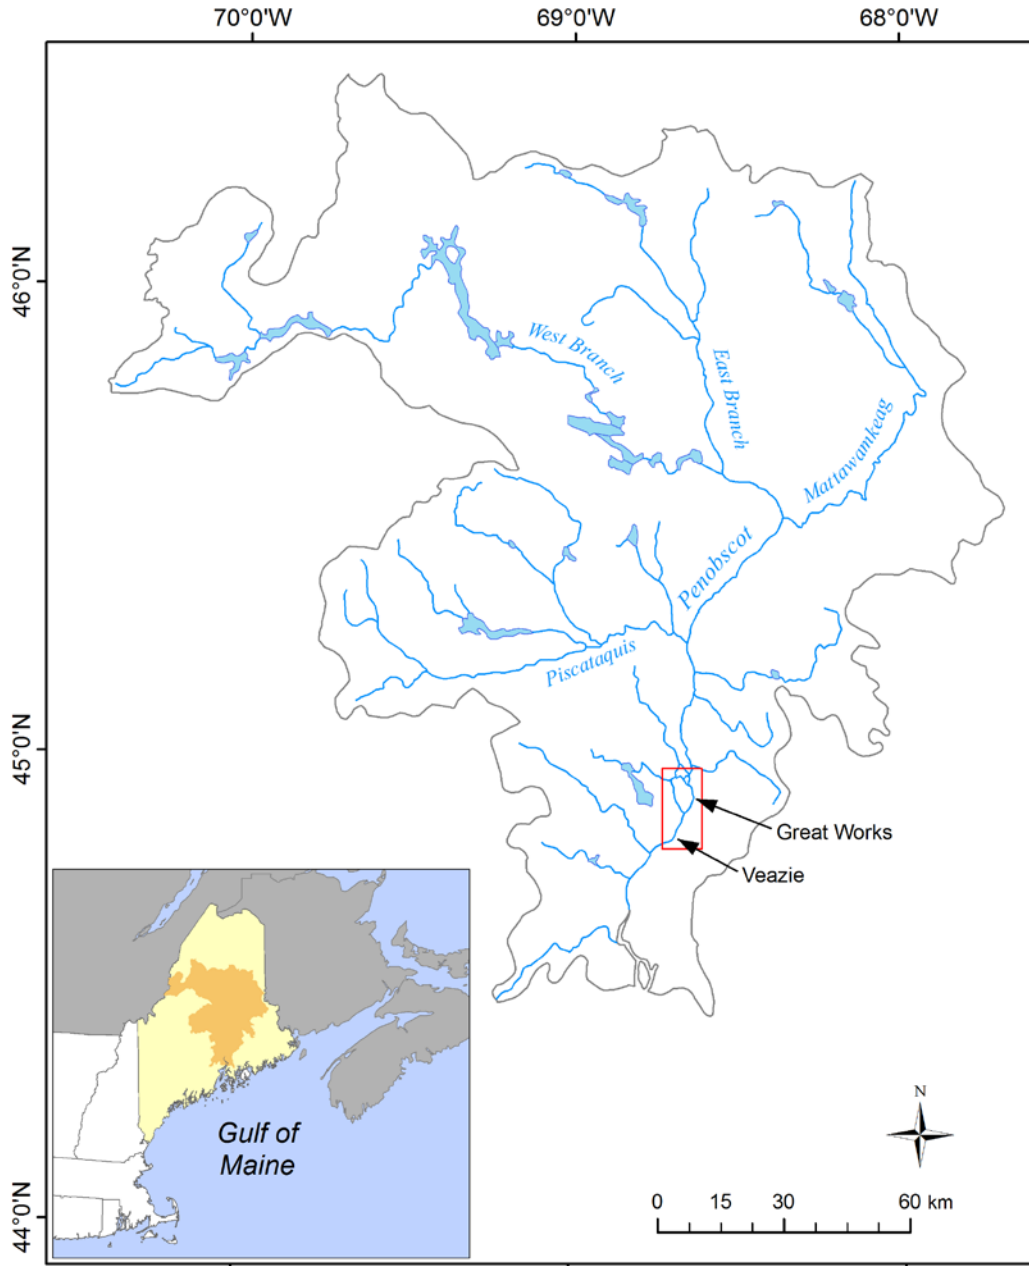 70°0'W 69°0'W 68°0'W
46°0'N
West Branch
East Branch
Mattawamkeag
Penobscot
Piscataquis
45°0'N
Great Works
Veazie
Gulf of
Maine
N
44°0'N
0 15 30 60 km